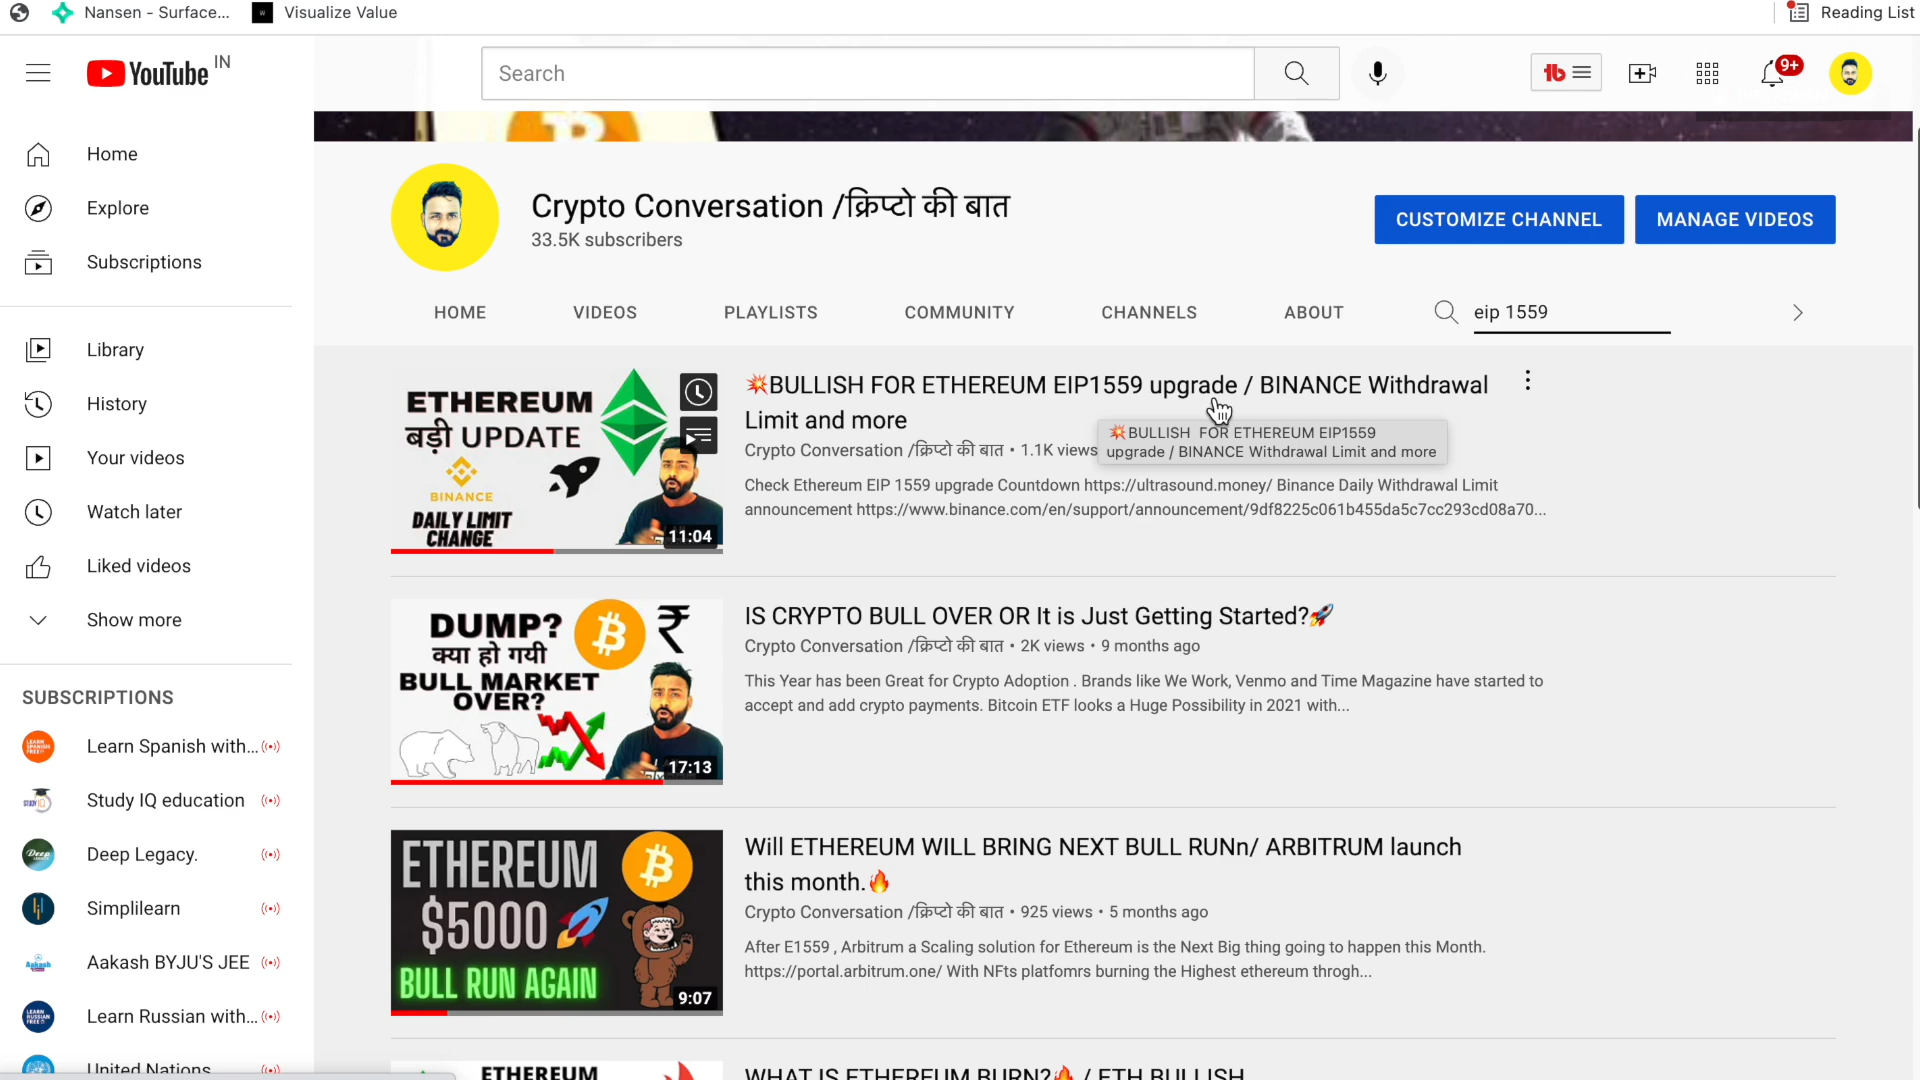 Nansen - Surface...
Visualize Value
Reading List
YouTube IN
Search
9+
Home
Explore
Subscriptions
Library
History
Your videos
Watch later
Liked videos
Show more
SUBSCRIPTIONS
Learn Spanish with...
Study IQ education
Deep Legacy.
Simplilearn
Aakash BYJU'S JEE
Learn Russian with...
United Nations
Crypto Conversation /क्रिप्टो की बात
33.5K subscribers
CUSTOMIZE CHANNEL
MANAGE VIDEOS
HOME
VIDEOS
PLAYLISTS
COMMUNITY
CHANNELS
ABOUT
eip 1559
ETHEREUM
बड़ी UPDATE
BINANCE
DAILY LIMIT
CHANGE
11:04
💥BULLISH FOR ETHEREUM EIP1559 upgrade / BINANCE Withdrawal
Limit and more
Crypto Conversation /क्रिप्टो की बात • 1.1K views
💥BULLISH FOR ETHEREUM EIP1559
upgrade / BINANCE Withdrawal Limit and more
Check Ethereum EIP 1559 upgrade Countdown https://ultrasound.money/ Binance Daily Withdrawal Limit
announcement https://www.binance.com/en/support/announcement/9df8225c061b455da5c7cc293cd08a70...
DUMP?
क्या हो गयी
BULL MARKET
OVER?
17:13
IS CRYPTO BULL OVER OR It is Just Getting Started?🚀
Crypto Conversation /क्रिप्टो की बात • 2K views • 9 months ago
This Year has been Great for Crypto Adoption . Brands like We Work, Venmo and Time Magazine have started to
accept and add crypto payments. Bitcoin ETF looks a Huge Possibility in 2021 with...
ETHEREUM
$5000
BULL RUN AGAIN
9:07
Will ETHEREUM WILL BRING NEXT BULL RUNn/ ARBITRUM launch
this month.🔥
Crypto Conversation /क्रिप्टो की बात • 925 views • 5 months ago
After E1559 , Arbitrum a Scaling solution for Ethereum is the Next Big thing going to happen this Month.
https://portal.arbitrum.one/ With NFTs platfomrs burning the Highest ethereum throgh...
ETHEREUM
WHAT IS ETHEREUM BURN?🔥 / ETH BULLISH